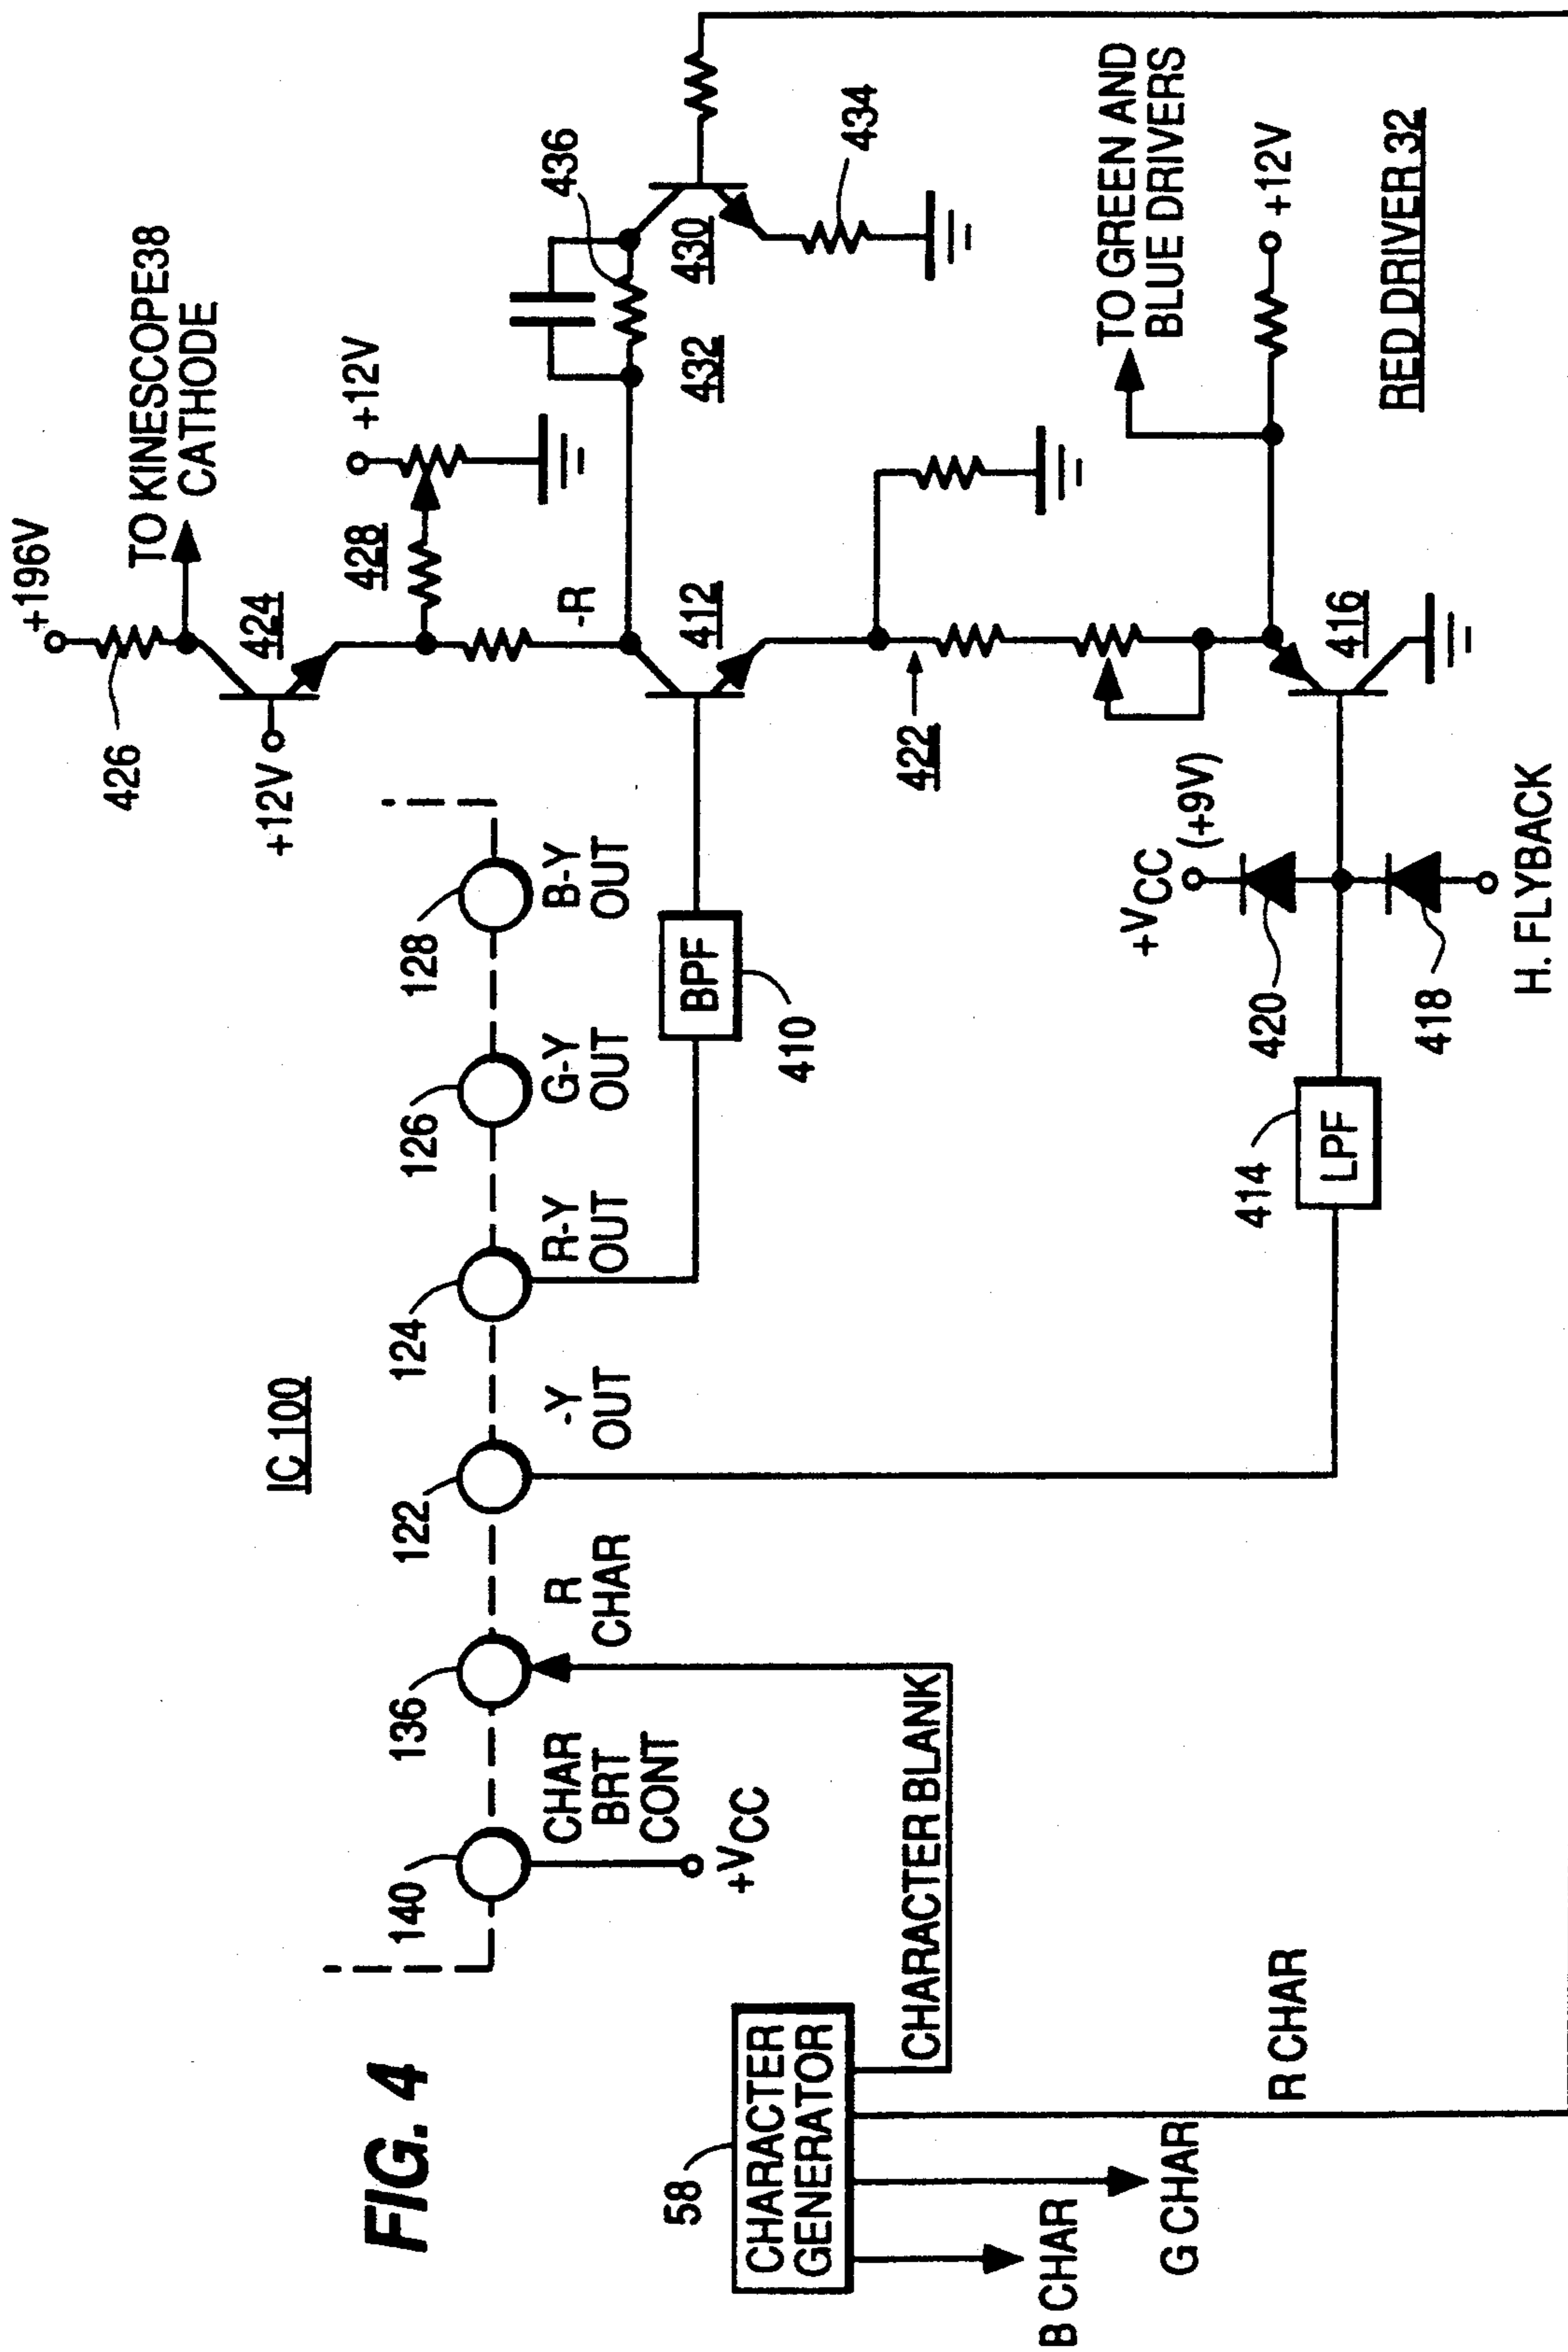 FIG. 4
IC 100
+196V
426
TO KINESCOPE38
CATHODE
424
+12V
428
+12V
-R
436
432
430
434
412
422
TO GREEN AND
BLUE DRIVERS
+12V
416
RED DRIVER 32
140
CHAR
BRT
CONT
+VCC
136
R
CHAR
122
-Y
OUT
124
R-Y
OUT
126
G-Y
OUT
128
B-Y
OUT
BPF
410
414
LPF
+VCC
(+9V)
420
418
H. FLYBACK
58
CHARACTER
GENERATOR
CHARACTER BLANK
R CHAR
G CHAR
B CHAR